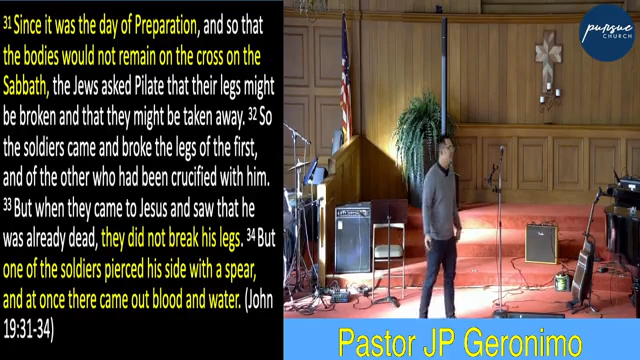 31 Since it was the day of Preparation, and so that
the bodies would not remain on the cross on the
Sabbath, the Jews asked Pilate that their legs might
be broken and that they might be taken away. 32 So
the soldiers came and broke the legs of the first,
and of the other who had been crucified with him.
33 But when they came to Jesus and saw that he
was already dead, they did not break his legs. 34 But
one of the soldiers pierced his side with a spear,
and at once there came out blood and water. (John
19:31-34)
pursue
CHURCH
Pastor JP Geronimo